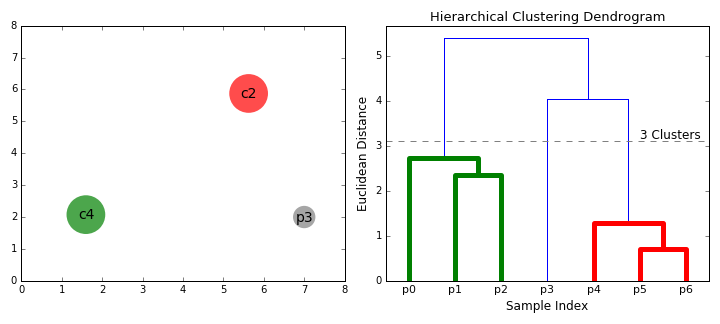 8
7
6
5
4
3
2
1
0
0 1 2 3 4 5 6 7 8
c2
c4
p3
Hierarchical Clustering Dendrogram
Euclidean Distance
5
4
3
2
1
0
3 Clusters
p0 p1 p2 p3 p4 p5 p6
Sample Index